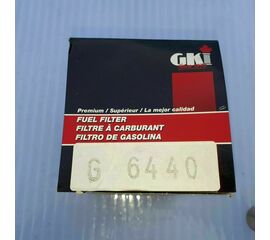 GKI
Premium / Supérieur / La mejor calidad
FUEL FILTER
FILTRE À CARBURANT
FILTRO DE GASOLINA
G 6440